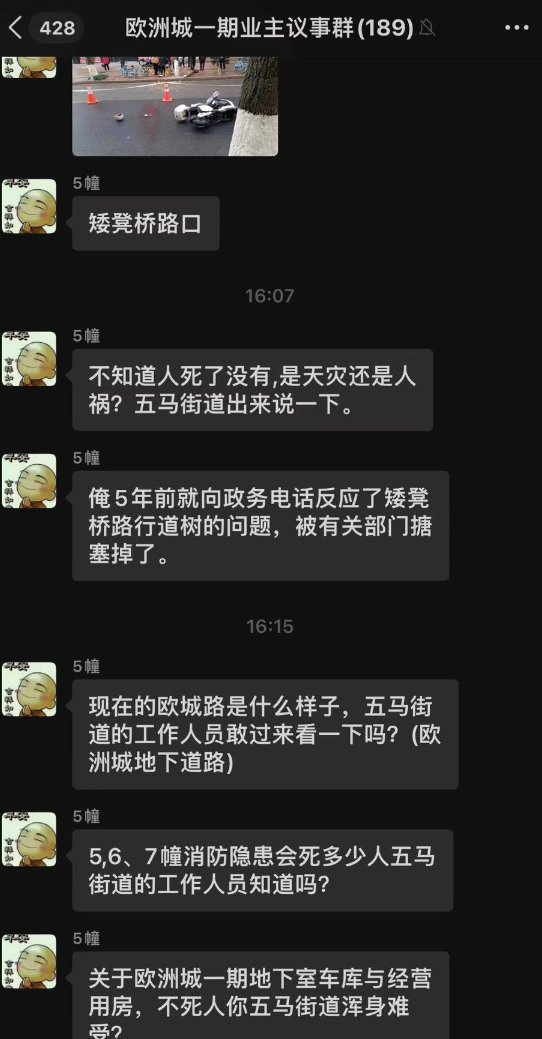 428
欧洲城一期业主议事群(189)
5幢
矮凳桥路口
16:07
5幢
不知道人死了没有,是天灾还是人
祸？五马街道出来说一下。
5幢
俺5年前就向政务电话反应了矮凳
桥路行道树的问题，被有关部门搪
塞掉了。
16:15
5幢
现在的欧城路是什么样子，五马街
道的工作人员敢过来看一下吗？(欧
洲城地下道路)
5幢
5,6、7幢消防隐患会死多少人五马
街道的工作人员知道吗？
5幢
关于欧洲城一期地下室车库与经营
用房，不死人你五马街道浑身难
受？